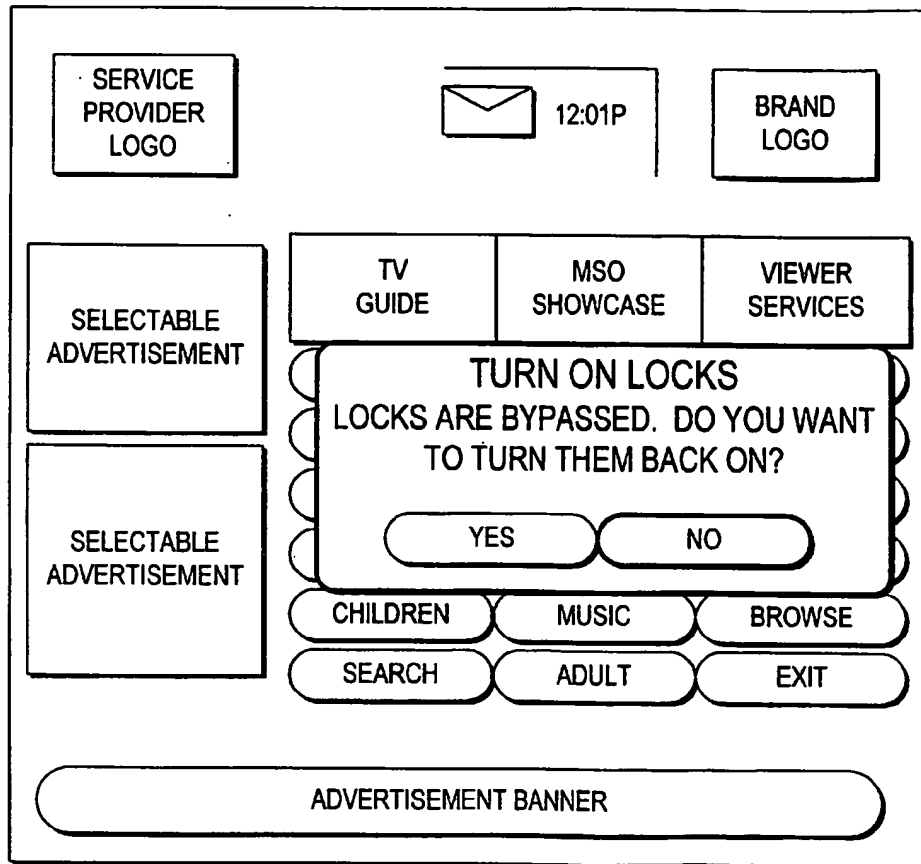 SERVICE
PROVIDER
LOGO
12:01P
BRAND
LOGO
SELECTABLE
ADVERTISEMENT
TV
GUIDE
MSO
SHOWCASE
VIEWER
SERVICES
TURN ON LOCKS
LOCKS ARE BYPASSED. DO YOU WANT
TO TURN THEM BACK ON?
YES
NO
SELECTABLE
ADVERTISEMENT
CHILDREN
MUSIC
BROWSE
SEARCH
ADULT
EXIT
ADVERTISEMENT BANNER